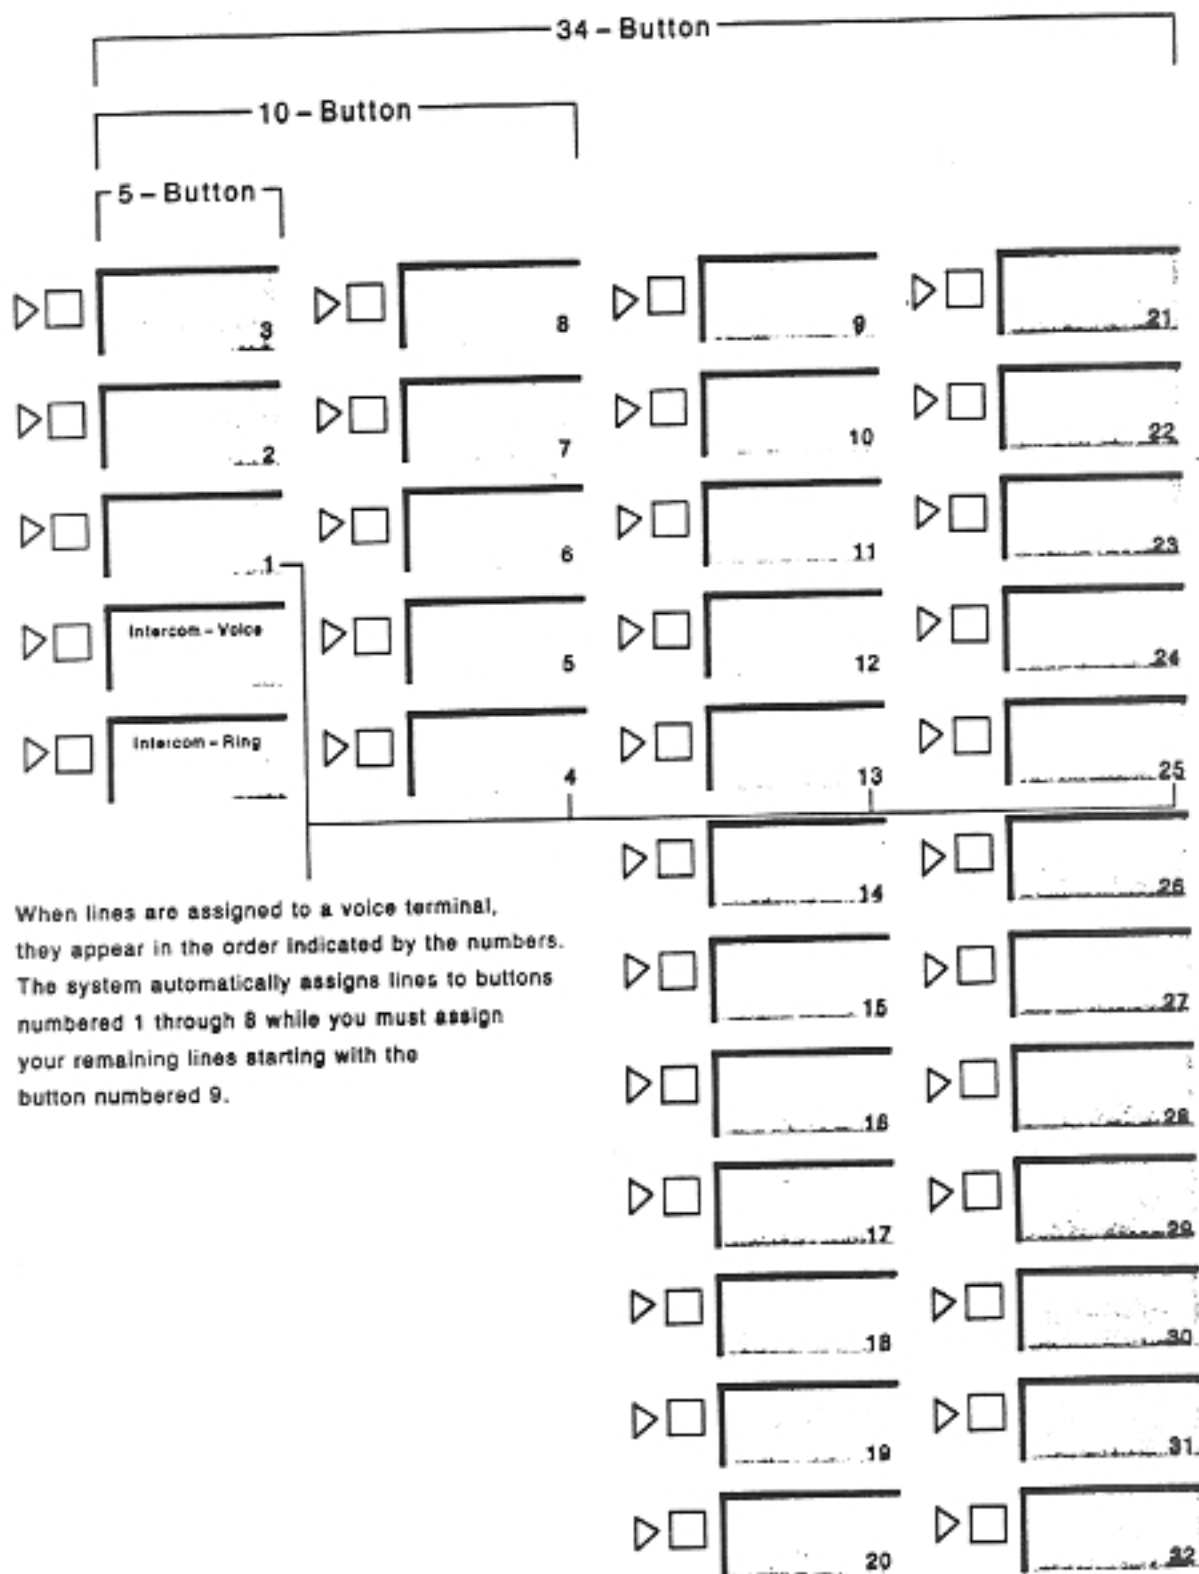 34 – Button
10 – Button
5 – Button
3 8 9 21
2 7 10 22
1 6 11 23
Intercom – Voice 5 12 24
Intercom – Ring 4 13 25
14 26
When lines are assigned to a voice terminal,
they appear in the order indicated by the numbers.
The system automatically assigns lines to buttons
numbered 1 through 8 while you must assign
your remaining lines starting with the
button numbered 9.
15 27
16 28
17 29
18 30
19 31
20 32